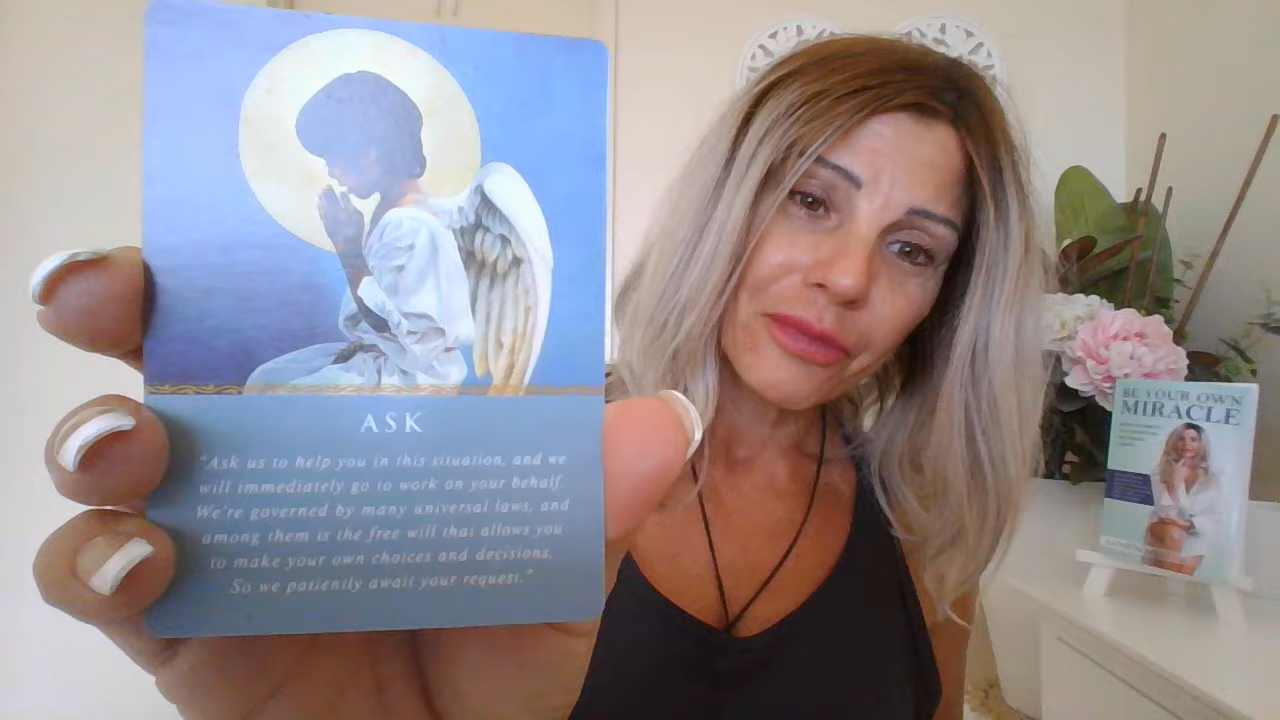 ASK
"Ask us to help you in this situation, and we
will immediately go to work on your behalf.
We're governed by many universal laws, and
among them is the free will that allows you
to make your own choices and decisions.
So we patiently await your request."
BE YOUR OWN
MIRACLE